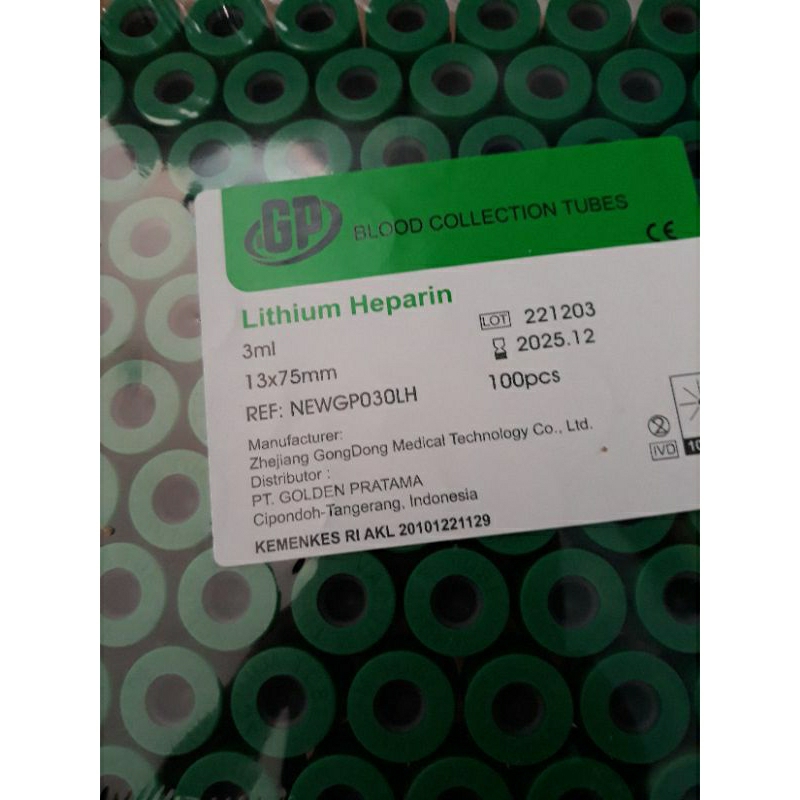 GP BLOOD COLLECTION TUBES
CE
Lithium Heparin
3ml
13x75mm
REF: NEWGP030LH
LOT 221203
2025.12
100pcs
Manufacturer:
Zhejiang GongDong Medical Technology Co., Ltd.
Distributor :
PT. GOLDEN PRATAMA
Cipondoh-Tangerang, Indonesia
KEMENKES RI AKL 20101221129
2
IVD